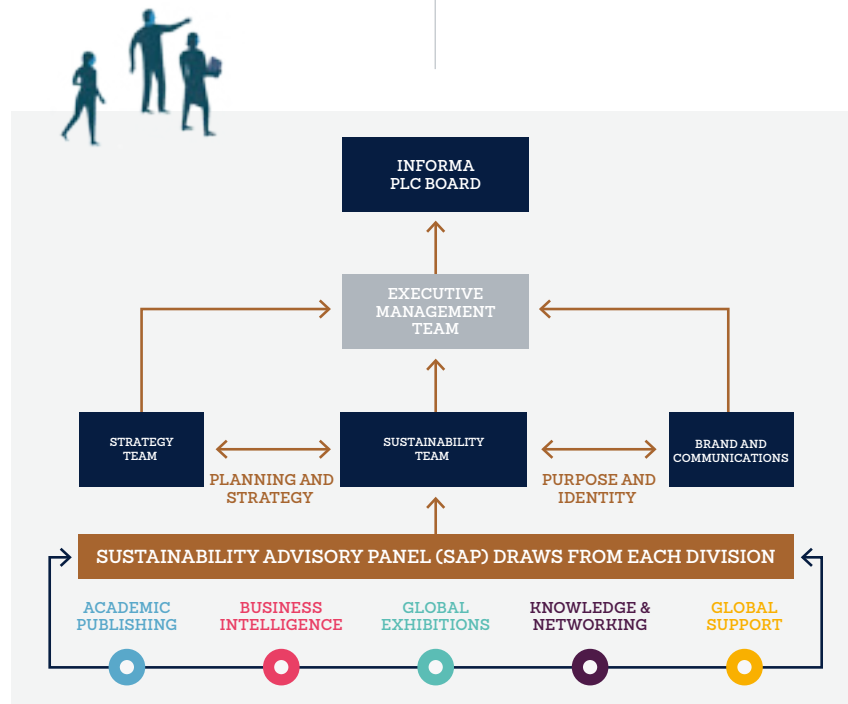 INFORMA
PLC BOARD
EXECUTIVE
MANAGEMENT
TEAM
STRATEGY
TEAM
SUSTAINABILITY
TEAM
BRAND AND
COMMUNICATIONS
PLANNING AND
STRATEGY
PURPOSE AND
IDENTITY
SUSTAINABILITY ADVISORY PANEL (SAP) DRAWS FROM EACH DIVISION
ACADEMIC
PUBLISHING
BUSINESS
INTELLIGENCE
GLOBAL
EXHIBITIONS
KNOWLEDGE &
NETWORKING
GLOBAL
SUPPORT